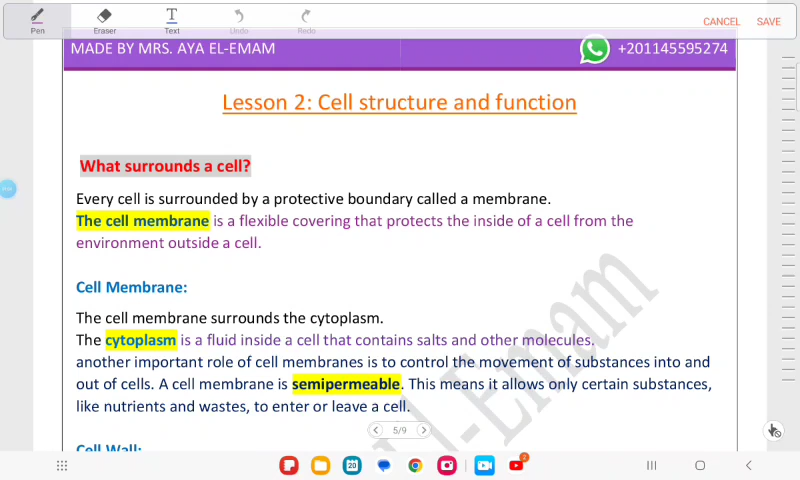 Pen
Eraser
Text
Undo
Redo
CANCEL
SAVE
MADE BY MRS. AYA EL-EMAM
+201145595274
Lesson 2: Cell structure and function
What surrounds a cell?
Every cell is surrounded by a protective boundary called a membrane.
The cell membrane is a flexible covering that protects the inside of a cell from the
environment outside a cell.
Cell Membrane:
The cell membrane surrounds the cytoplasm.
The cytoplasm is a fluid inside a cell that contains salts and other molecules.
another important role of cell membranes is to control the movement of substances into and
out of cells. A cell membrane is semipermeable. This means it allows only certain substances,
like nutrients and wastes, to enter or leave a cell.
5/9
Cell Wall:
El-Emam
20
2